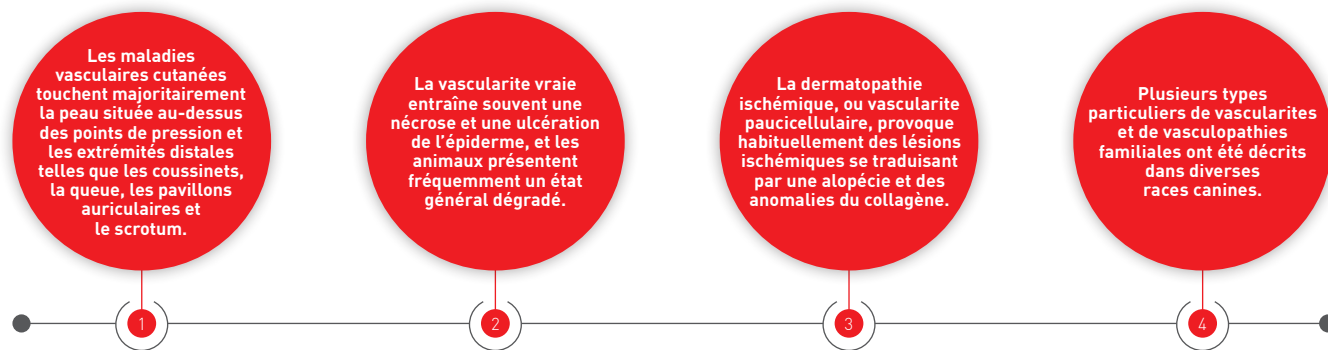 Les maladies
vasculaires cutanées
touchent majoritairement
la peau située au-dessus
des points de pression et
les extrémités distales
telles que les coussinets,
la queue, les pavillons
auriculaires et
le scrotum.
1
La vascularite vraie
entraîne souvent une
nécrose et une ulcération
de l’épiderme, et les
animaux présentent
fréquemment un état
général dégradé.
2
La dermatopathie
ischémique, ou vascularite
paucicellulaire, provoque
habituellement des lésions
ischémiques se traduisant
par une alopécie et des
anomalies du collagène.
3
Plusieurs types
particuliers de vascularites
et de vasculopathies
familiales ont été décrits
dans diverses
races canines.
4